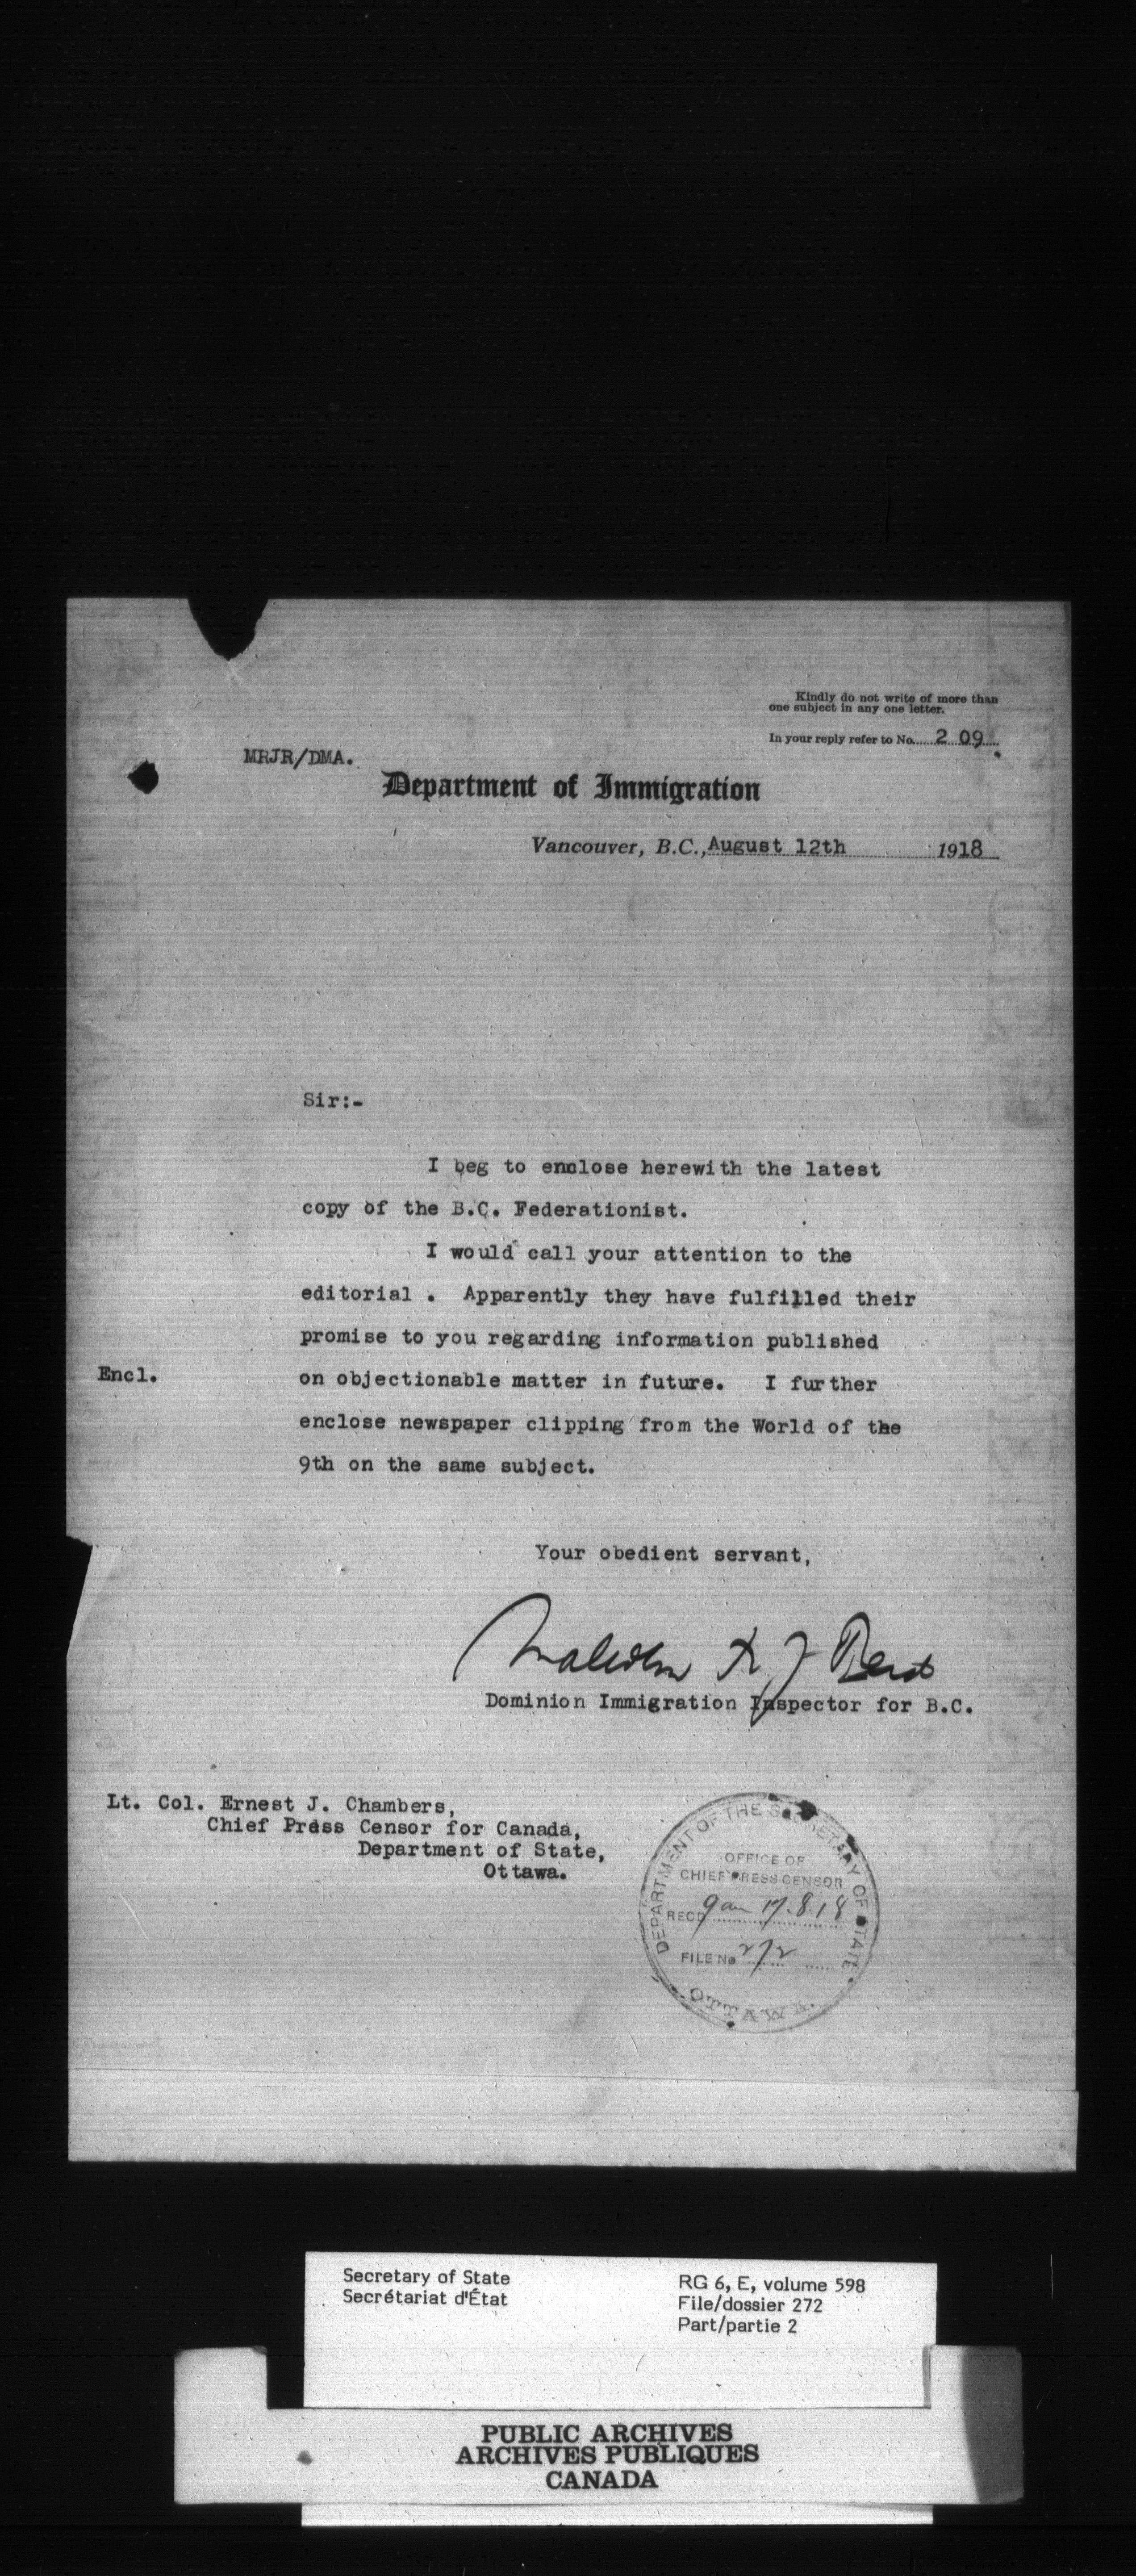 Kindly do not write of more than
one subject in any one letter.
In your reply refer to No. 2 09
MRJR/DMA.
Department of Immigration
Vancouver, B.C., August 12th 1918
Sir:-
I beg to enclose herewith the latest
copy of the B.C. Federationist.
I would call your attention to the
editorial . Apparently they have fulfilled their
promise to you regarding information published
Encl.
on objectionable matter in future. I further
enclose newspaper clipping from the World of the
9th on the same subject.
Your obedient servant,
Malcolm R J Reid
Dominion Immigration Inspector for B.C.
Lt. Col. Ernest J. Chambers,
Chief Press Censor for Canada,
Department of State,
Ottawa.
DEPARTMENT OF THE SECRETARY OF STATE
OFFICE OF
CHIEF PRESS CENSOR
RECD 9am 17.8.18
FILE No 272
OTTAWA.
Secretary of State
Secrétariat d'État
RG 6, E, volume 598
File/dossier 272
Part/partie 2
PUBLIC ARCHIVES
ARCHIVES PUBLIQUES
CANADA